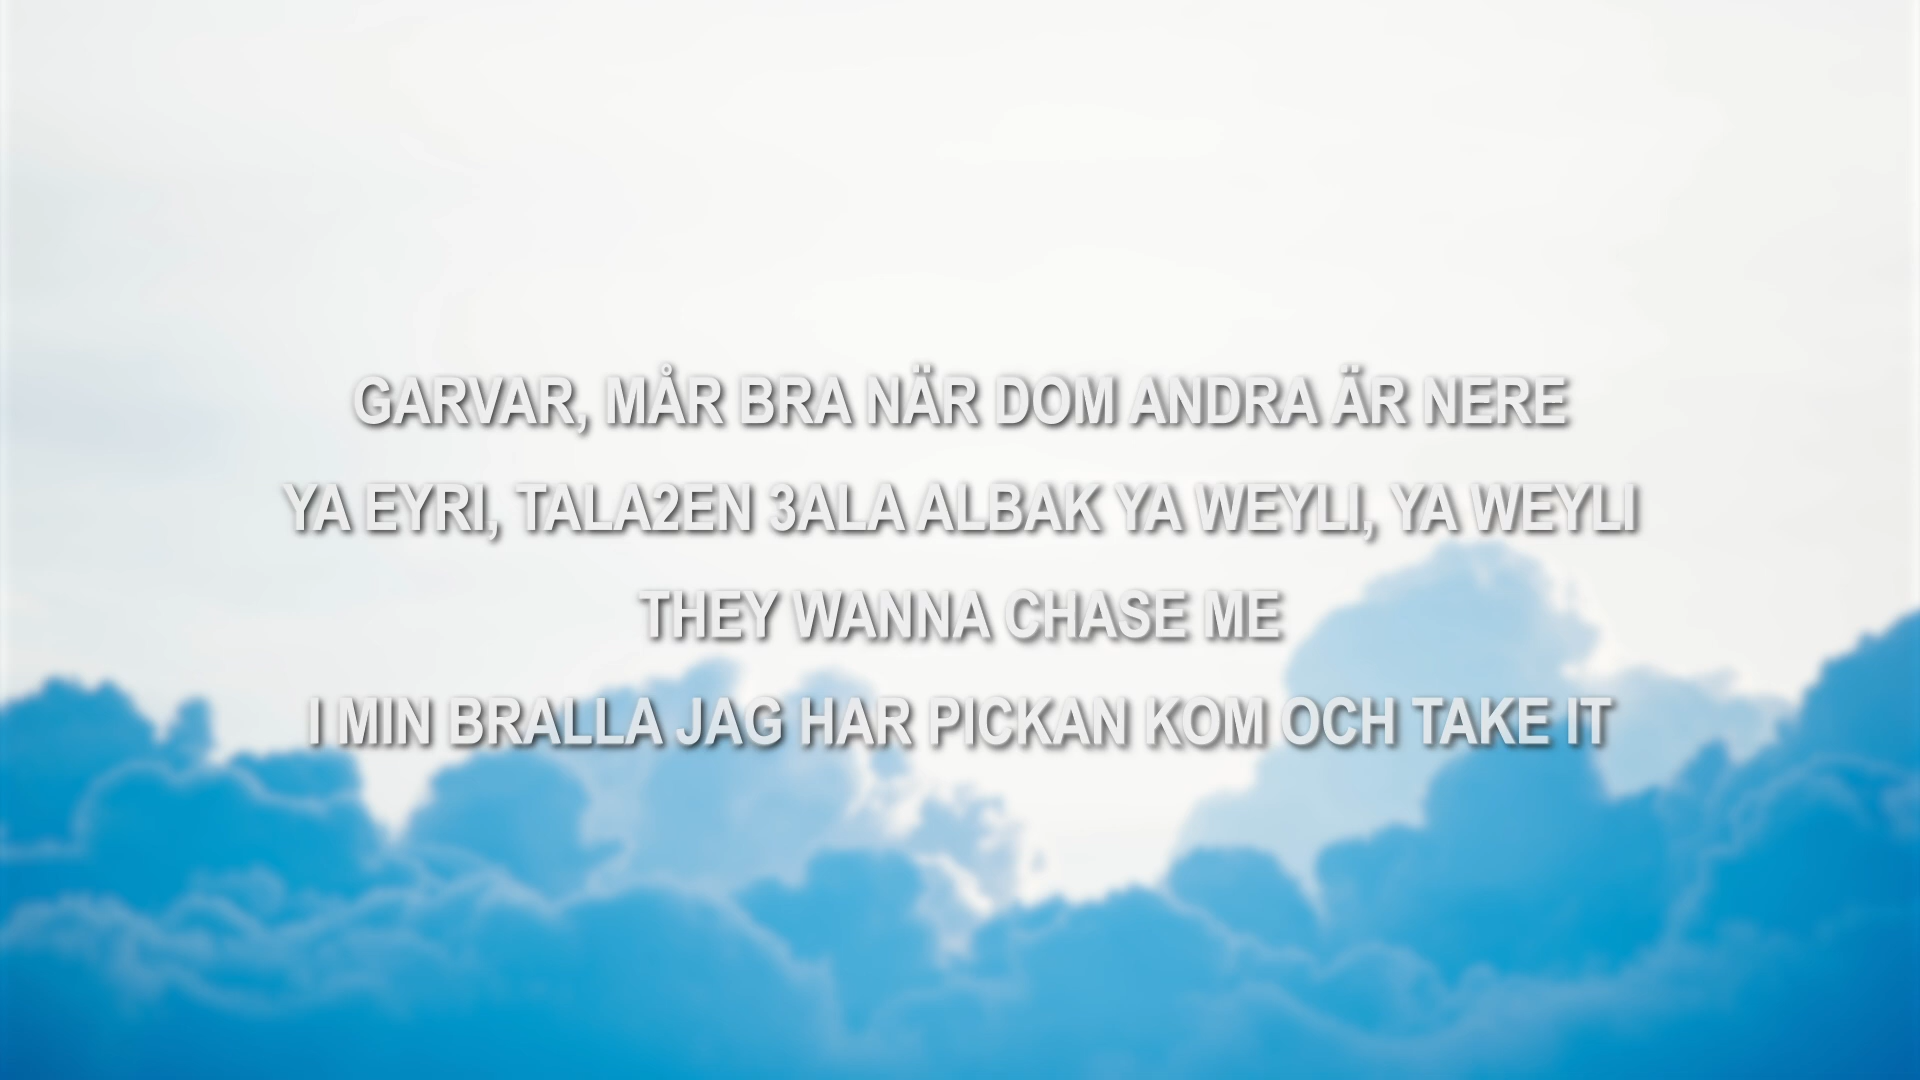 GARVAR, MÅR BRA NÄR DOM ANDRA ÄR NERE
YA EYRI, TALA2EN 3ALA ALBAK YA WEYLI, YA WEYLI
THEY WANNA CHASE ME
I MIN BRALLA JAG HAR PICKAN KOM OCH TAKE IT